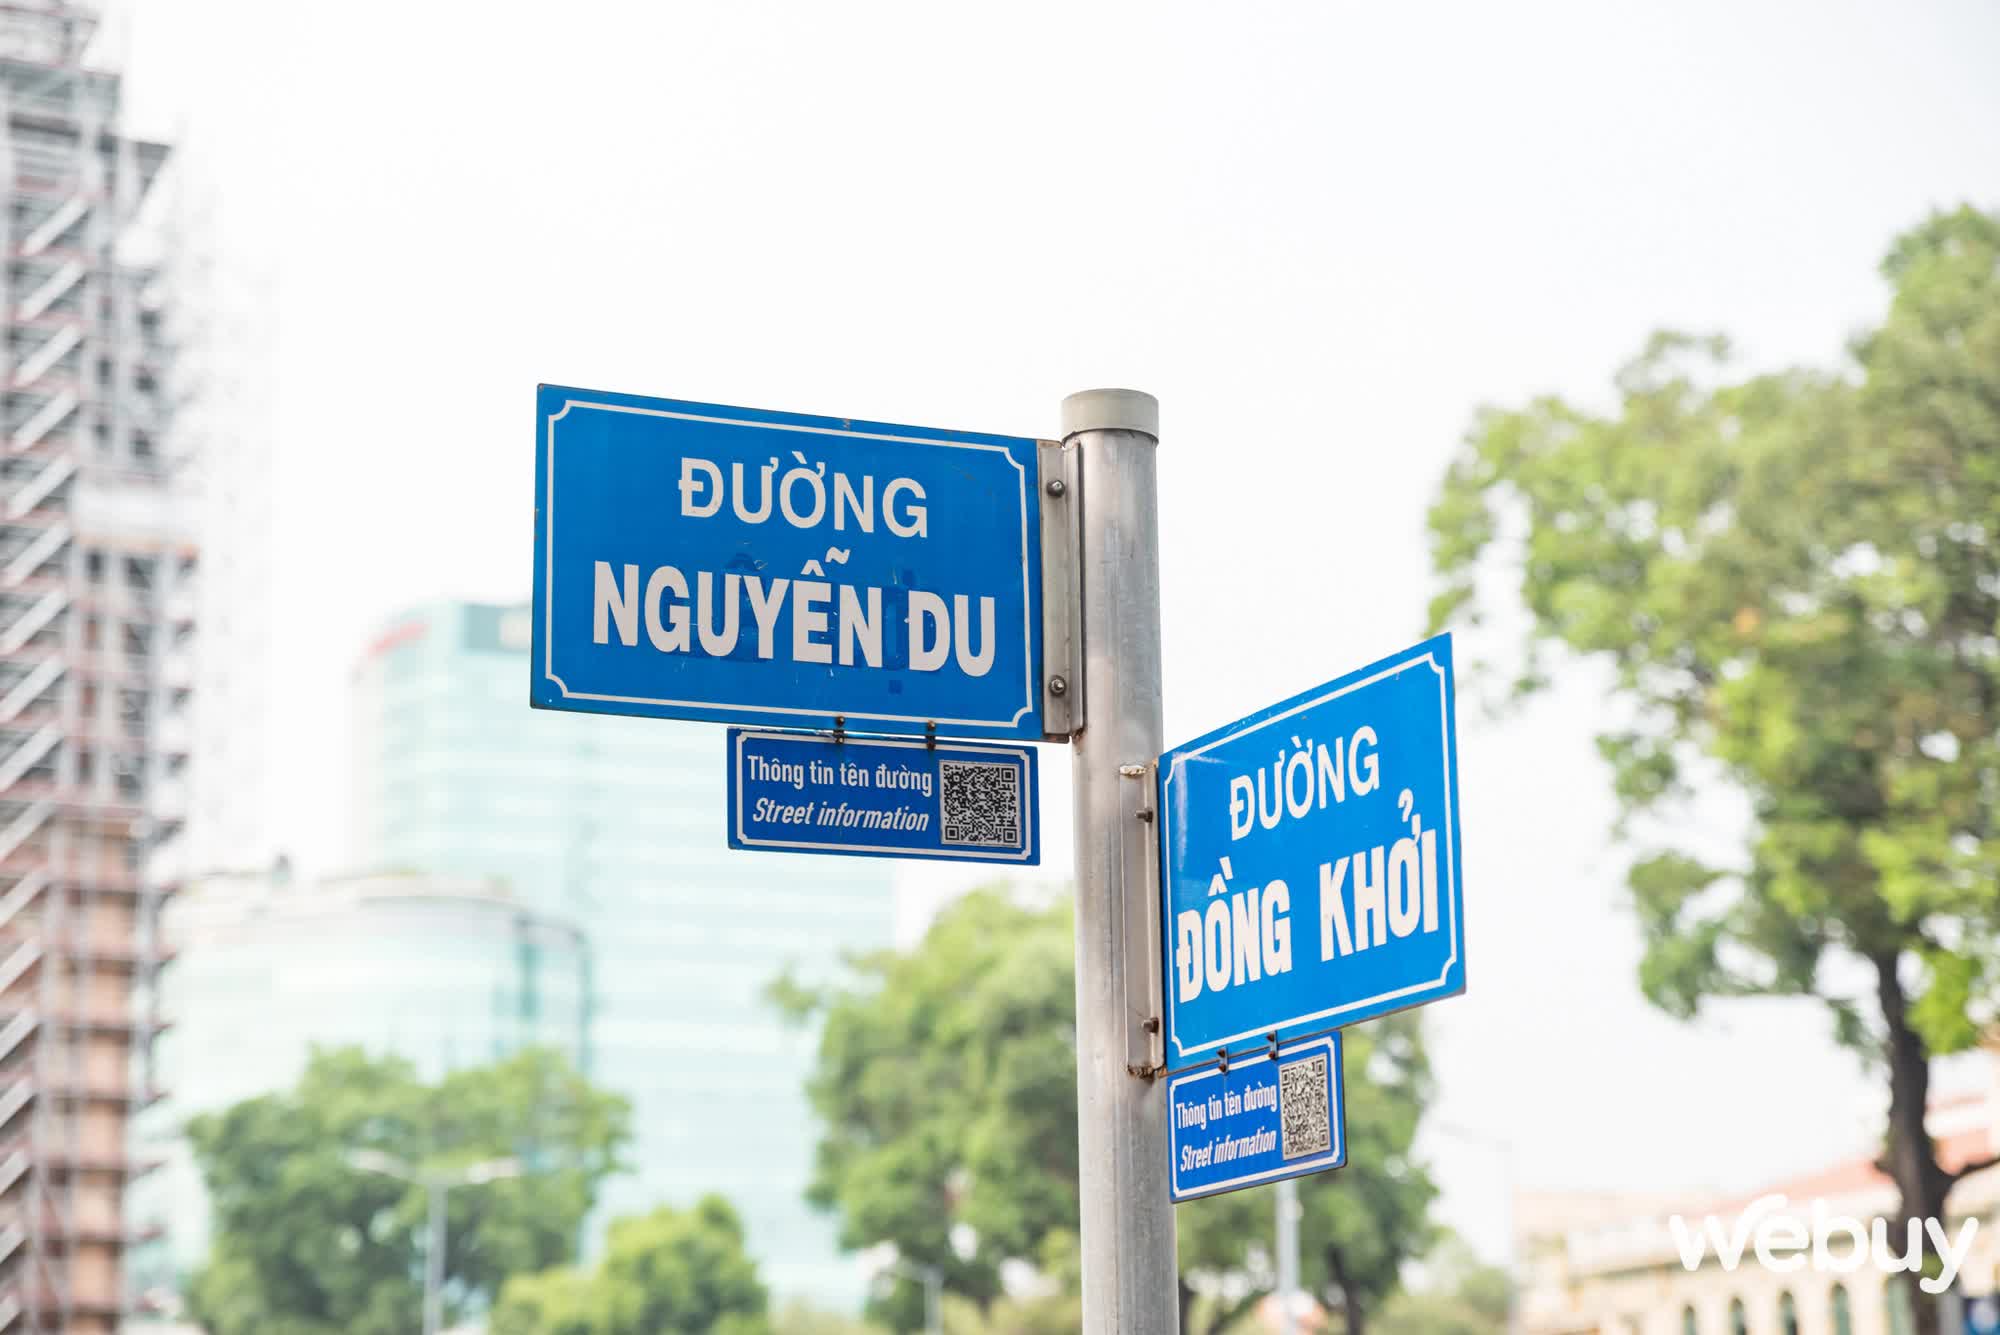 ĐƯỜNG
NGUYỄN DU
Thông tin tên đường
Street information
ĐƯỜNG
ĐỒNG KHỞI
Thông tin tên đường
Street information
webuy